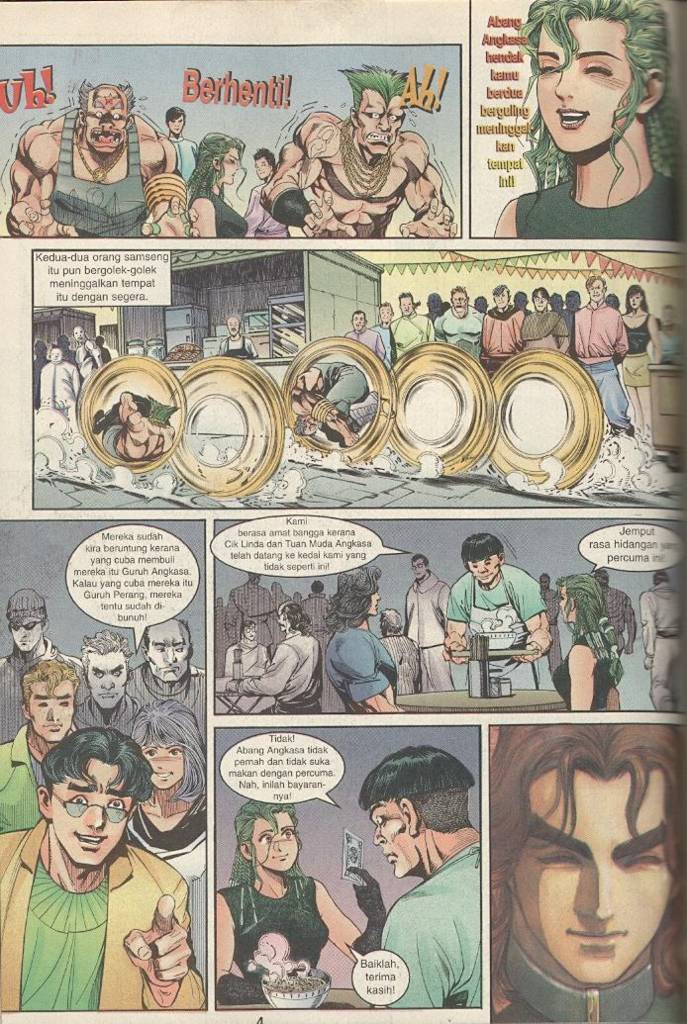 Uh!
Berhenti!
Ah!
Abang
Angkasa
hendak
kamu
berdua
berguling
meninggal
kan
tempat
ini!
Kedua-dua orang samseng
itu pun bergolek-golek
meninggalkan tempat
itu dengan segera.
Mereka sudah
kira beruntung kerana
yang cuba membuli
mereka itu Guruh Angkasa.
Kalau yang cuba mereka itu
Guruh Perang, mereka
tentu sudah di-
bunuh!
Kami
berasa amat bangga kerana
Cik Linda dan Tuan Muda Angkasa
telah datang ke kedai kami yang
tidak seperti ini!
Jemput
rasa hidangan
percuma
Tidak!
Abang Angkasa tidak
pernah dan tidak suka
makan dengan percuma.
Nah, inilah bayaran-
nya!
Baiklah,
terima
kasih!